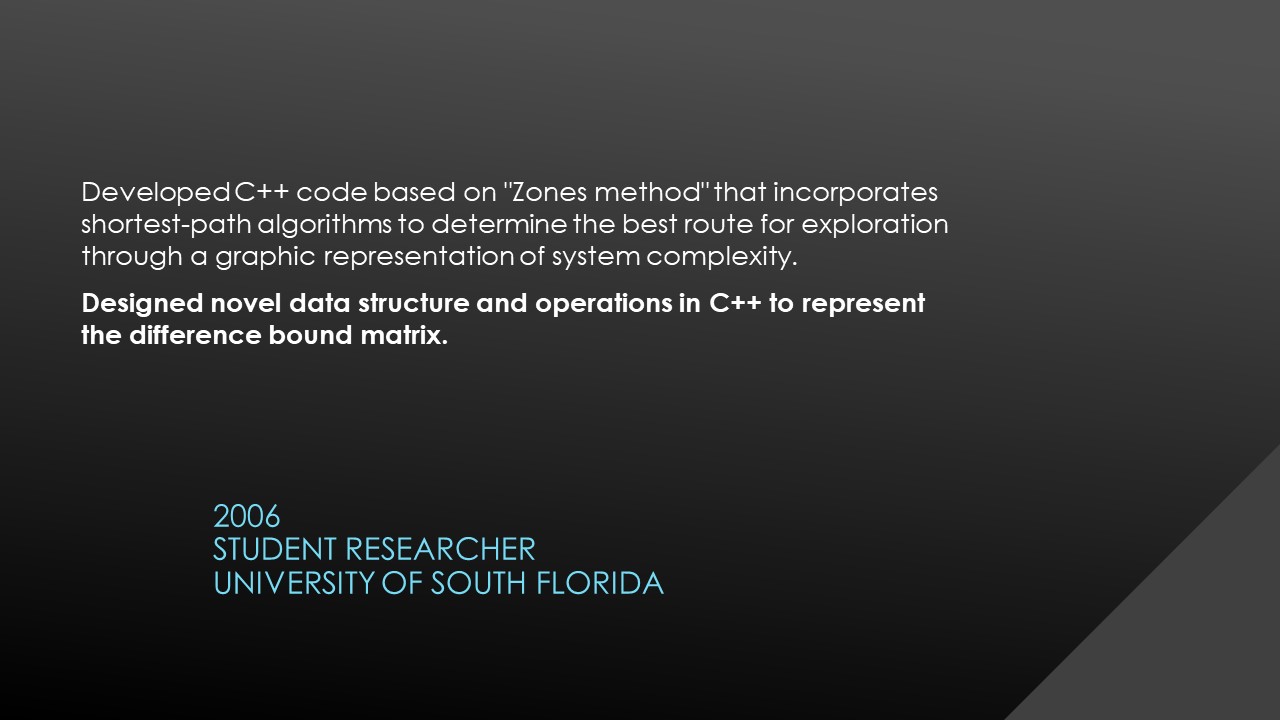 Developed C++ code based on "Zones method" that incorporates
shortest-path algorithms to determine the best route for exploration
through a graphic representation of system complexity.
Designed novel data structure and operations in C++ to represent
the difference bound matrix.
2006
STUDENT RESEARCHER
UNIVERSITY OF SOUTH FLORIDA